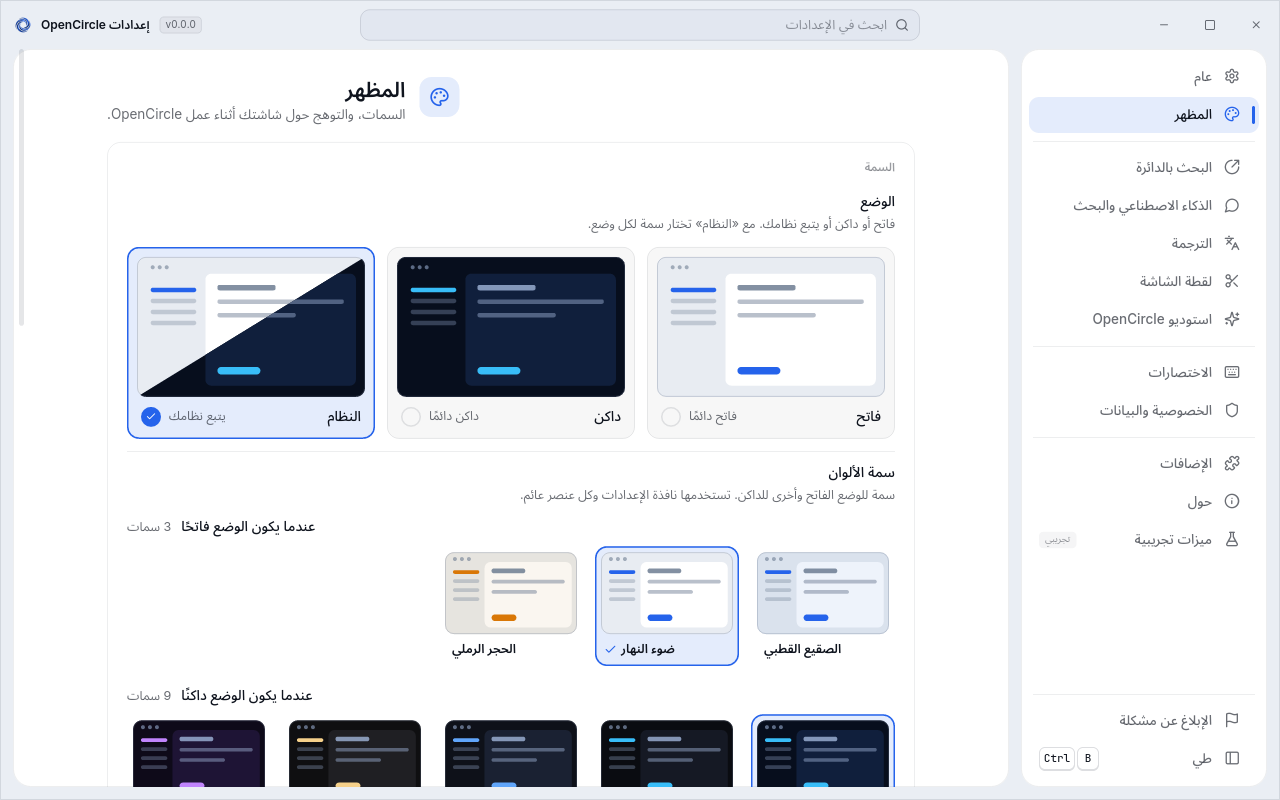 إعدادات OpenCircle
v0.0.0
ابحث في الإعدادات
عام
المظهر
البحث بالدائرة
الذكاء الاصطناعي والبحث
الترجمة
لقطة الشاشة
استوديو OpenCircle
الاختصارات
الخصوصية والبيانات
الإضافات
حول
ميزات تجريبية
تجريبي
الإبلاغ عن مشكلة
طي
Ctrl B
المظهر
السمات، والتوهج حول شاشتك أثناء عمل OpenCircle.
السمة
الوضع
فاتح أو داكن أو يتبع نظامك. مع «النظام» تختار سمة لكل وضع.
فاتح
فاتح دائمًا
داكن
داكن دائمًا
النظام
يتبع نظامك
سمة الألوان
سمة للوضع الفاتح وأخرى للداكن. تستخدمها نافذة الإعدادات وكل عنصر عائم.
عندما يكون الوضع فاتحًا
3 سمات
الصقيع القطبي
ضوء النهار
الحجر الرملي
عندما يكون الوضع داكنًا
9 سمات